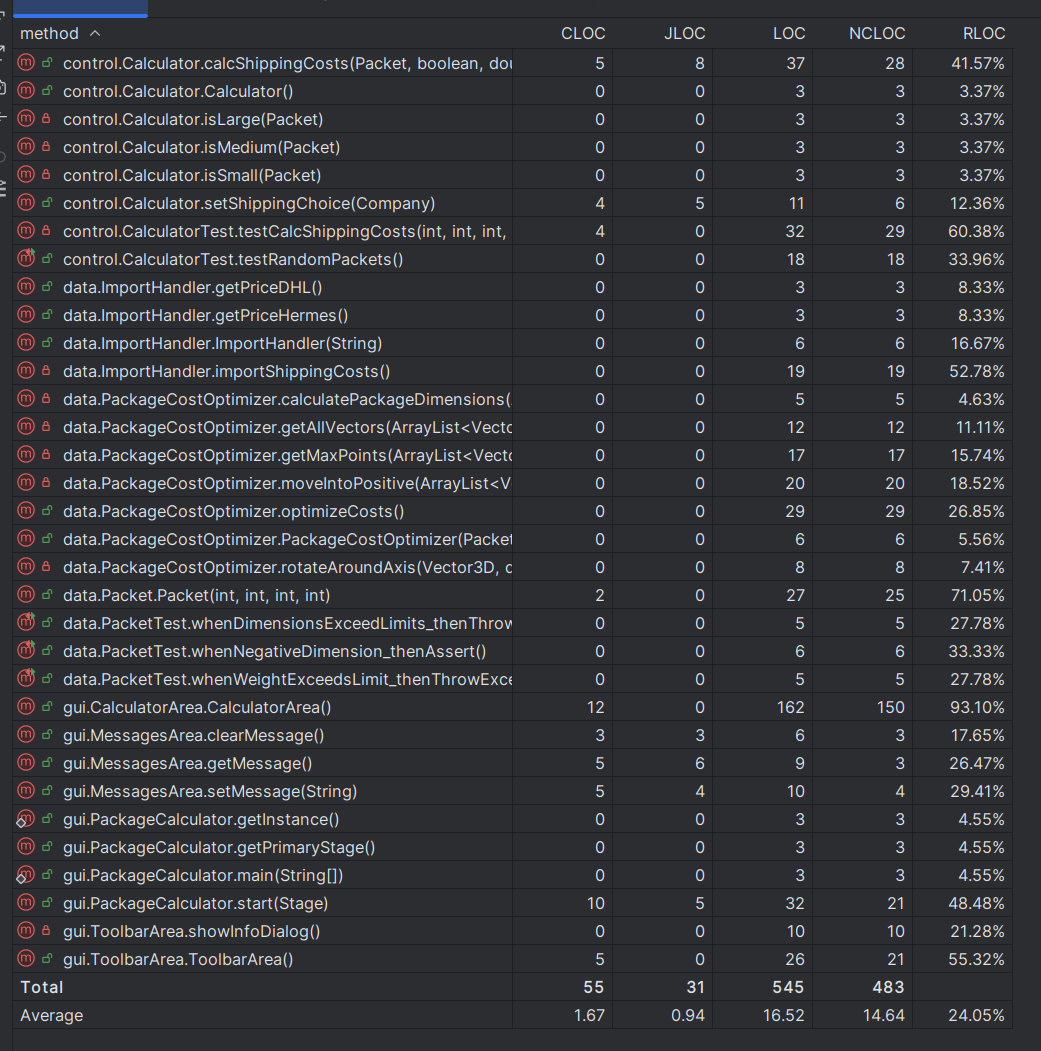 method CLOC JLOC LOC NCLOC RLOC
control.Calculator.calcShippingCosts(Packet, boolean, dou 5 8 37 28 41.57%
control.Calculator.Calculator() 0 0 3 3 3.37%
control.Calculator.isLarge(Packet) 0 0 3 3 3.37%
control.Calculator.isMedium(Packet) 0 0 3 3 3.37%
control.Calculator.isSmall(Packet) 0 0 3 3 3.37%
control.Calculator.setShippingChoice(Company) 4 5 11 6 12.36%
control.CalculatorTest.testCalcShippingCosts(int, int, int, 4 0 32 29 60.38%
control.CalculatorTest.testRandomPackets() 0 0 18 18 33.96%
data.ImportHandler.getPriceDHL() 0 0 3 3 8.33%
data.ImportHandler.getPriceHermes() 0 0 3 3 8.33%
data.ImportHandler.ImportHandler(String) 0 0 6 6 16.67%
data.ImportHandler.importShippingCosts() 0 0 19 19 52.78%
data.PackageCostOptimizer.calculatePackageDimensions( 0 0 5 5 4.63%
data.PackageCostOptimizer.getAllVectors(ArrayList<Vecto 0 0 12 12 11.11%
data.PackageCostOptimizer.getMaxPoints(ArrayList<Vecto 0 0 17 17 15.74%
data.PackageCostOptimizer.moveIntoPositive(ArrayList<V 0 0 20 20 18.52%
data.PackageCostOptimizer.optimizeCosts() 0 0 29 29 26.85%
data.PackageCostOptimizer.PackageCostOptimizer(Packet 0 0 6 6 5.56%
data.PackageCostOptimizer.rotateAroundAxis(Vector3D, d 0 0 8 8 7.41%
data.Packet.Packet(int, int, int, int) 2 0 27 25 71.05%
data.PacketTest.whenDimensionsExceedLimits_thenThrow 0 0 5 5 27.78%
data.PacketTest.whenNegativeDimension_thenAssert() 0 0 6 6 33.33%
data.PacketTest.whenWeightExceedsLimit_thenThrowExce 0 0 5 5 27.78%
gui.CalculatorArea.CalculatorArea() 12 0 162 150 93.10%
gui.MessagesArea.clearMessage() 3 3 6 3 17.65%
gui.MessagesArea.getMessage() 5 6 9 3 26.47%
gui.MessagesArea.setMessage(String) 5 4 10 4 29.41%
gui.PackageCalculator.getInstance() 0 0 3 3 4.55%
gui.PackageCalculator.getPrimaryStage() 0 0 3 3 4.55%
gui.PackageCalculator.main(String[]) 0 0 3 3 4.55%
gui.PackageCalculator.start(Stage) 10 5 32 21 48.48%
gui.ToolbarArea.showInfoDialog() 0 0 10 10 21.28%
gui.ToolbarArea.ToolbarArea() 5 0 26 21 55.32%
Total 55 31 545 483
Average 1.67 0.94 16.52 14.64 24.05%